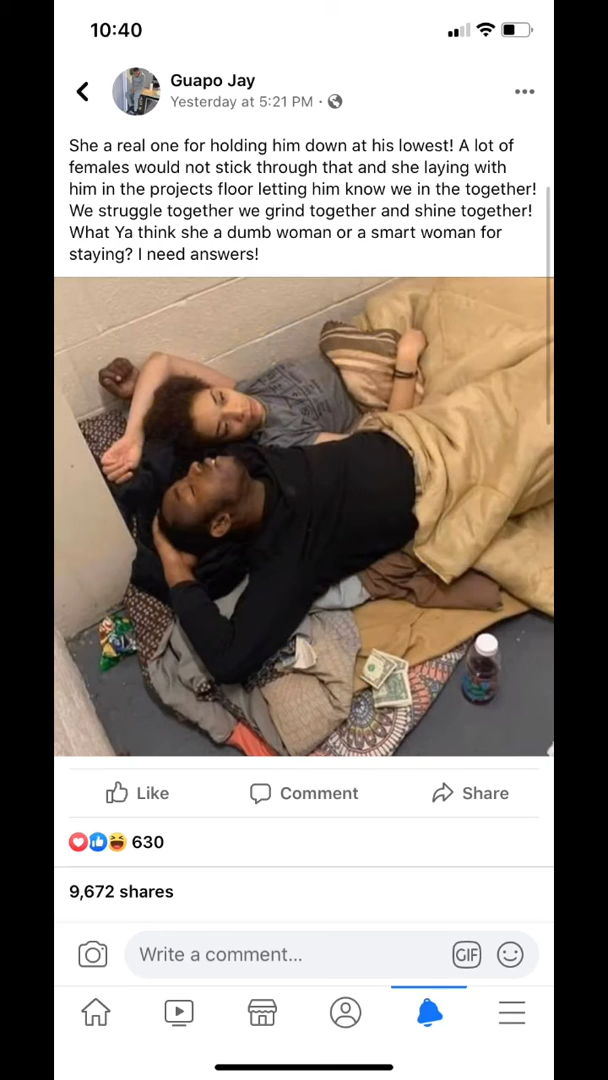 10:40
Guapo Jay
Yesterday at 5:21 PM ·
She a real one for holding him down at his lowest! A lot of
females would not stick through that and she laying with
him in the projects floor letting him know we in the together!
We struggle together we grind together and shine together!
What Ya think she a dumb woman or a smart woman for
staying? I need answers!
Like
Comment
Share
630
9,672 shares
Write a comment...
GIF